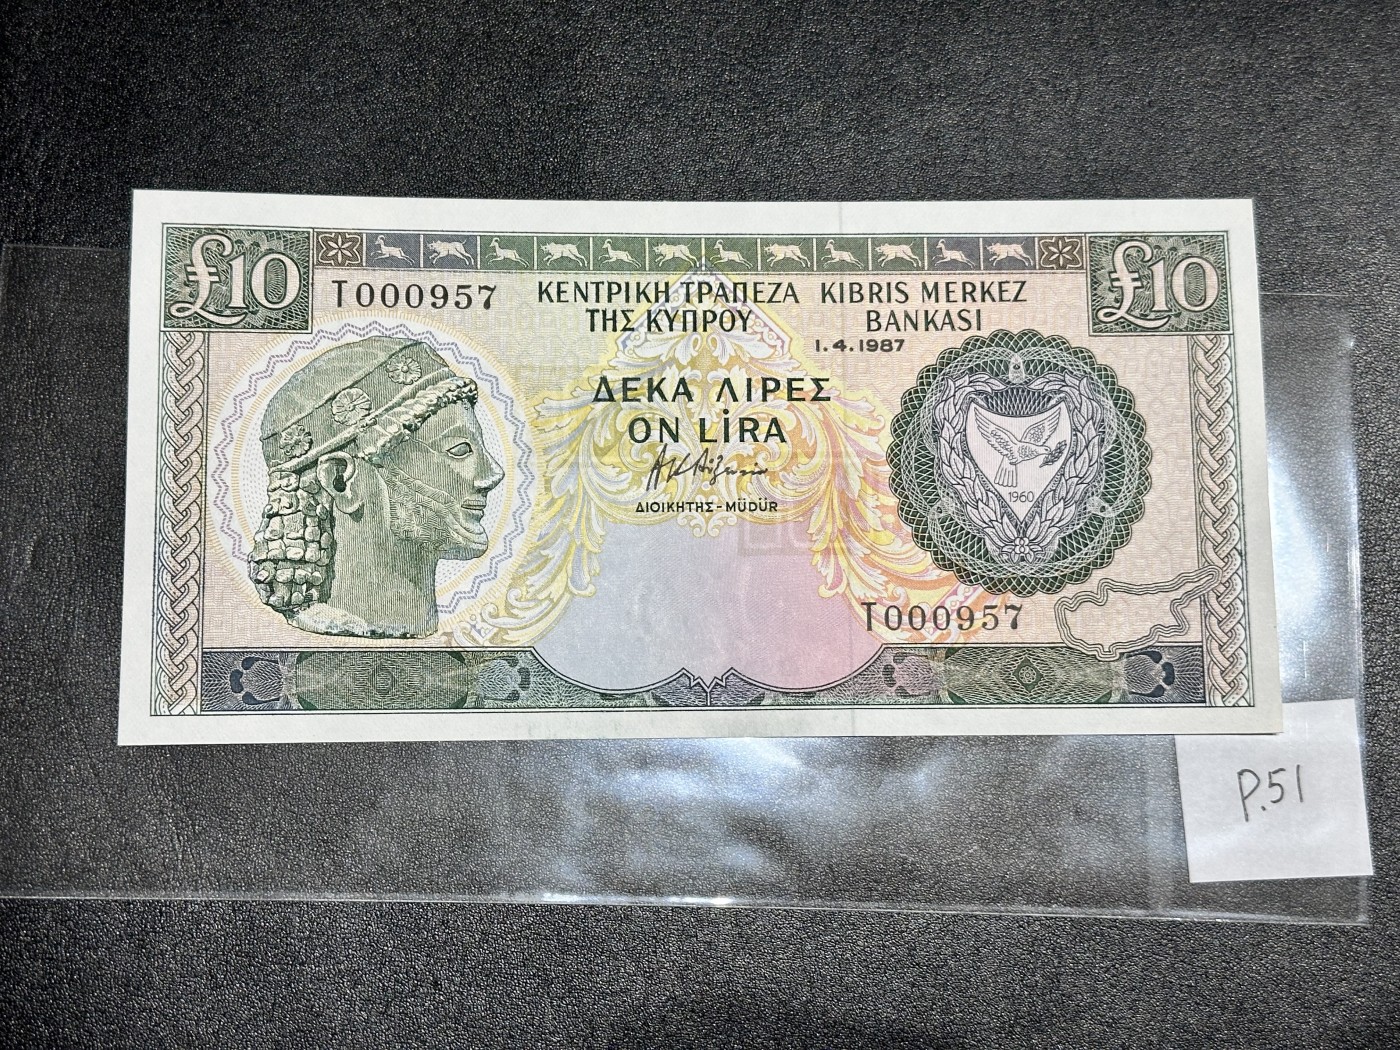 £10
T000957
ΚΕΝΤΡΙΚΗ ΤΡΑΠΕΖΑ KIBRIS MERKEZ
ΤΗΣ ΚΥΠΡΟΥ BANKASI
1.4.1987
£10
ΔΕΚΑ ΛΙΡΕΣ
ON LİRA
ΔΙΟΙΚΗΤΗΣ - MÜDÜR
1960
T000957
P.51